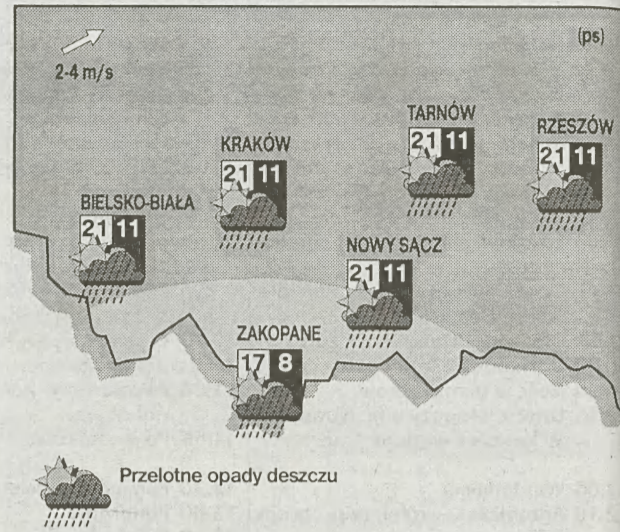 (ps)
2-4 m/s
TARNÓW
21 11
RZESZÓW
21 11
KRAKÓW
21 11
BIELSKO-BIAŁA
21 11
NOWY SĄCZ
21 11
ZAKOPANE
17 8
Przelotne opady deszczu